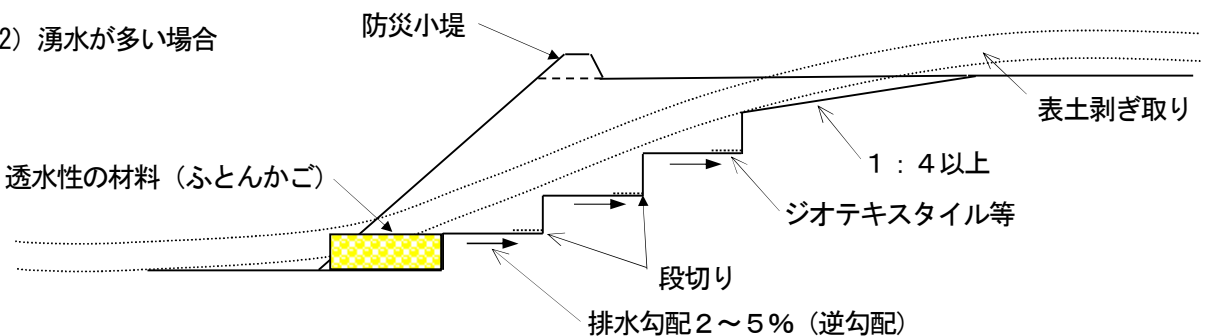 2) 湧水が多い場合
防災小堤
表土剥ぎ取り
1:4以上
透水性の材料(ふとんかご)
ジオテキスタイル等
段切り
排水勾配2~5%(逆勾配)